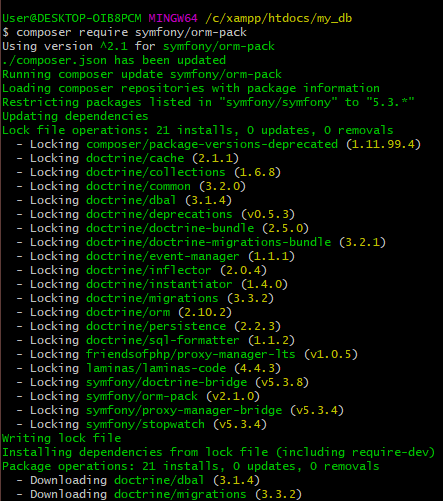 User@DESKTOP-OIB8PCM MINGW64 /c/xampp/htdocs/my_db
$ composer require symfony/orm-pack
Using version ^2.1 for symfony/orm-pack
./composer.json has been updated
Running composer update symfony/orm-pack
Loading composer repositories with package information
Restricting packages listed in "symfony/symfony" to "5.3.*"
Updating dependencies
Lock file operations: 21 installs, 0 updates, 0 removals
  - Locking composer/package-versions-deprecated (1.11.99.4)
  - Locking doctrine/cache (2.1.1)
  - Locking doctrine/collections (1.6.8)
  - Locking doctrine/common (3.2.0)
  - Locking doctrine/dbal (3.1.4)
  - Locking doctrine/deprecations (v0.5.3)
  - Locking doctrine/doctrine-bundle (2.5.0)
  - Locking doctrine/doctrine-migrations-bundle (3.2.1)
  - Locking doctrine/event-manager (1.1.1)
  - Locking doctrine/inflector (2.0.4)
  - Locking doctrine/instantiator (1.4.0)
  - Locking doctrine/migrations (3.3.2)
  - Locking doctrine/orm (2.10.2)
  - Locking doctrine/persistence (2.2.3)
  - Locking doctrine/sql-formatter (1.1.2)
  - Locking friendsofphp/proxy-manager-lts (v1.0.5)
  - Locking laminas/laminas-code (4.4.3)
  - Locking symfony/doctrine-bridge (v5.3.8)
  - Locking symfony/orm-pack (v2.1.0)
  - Locking symfony/proxy-manager-bridge (v5.3.4)
  - Locking symfony/stopwatch (v5.3.4)
Writing lock file
Installing dependencies from lock file (including require-dev)
Package operations: 21 installs, 0 updates, 0 removals
  - Downloading doctrine/dbal (3.1.4)
  - Downloading doctrine/migrations (3.3.2)